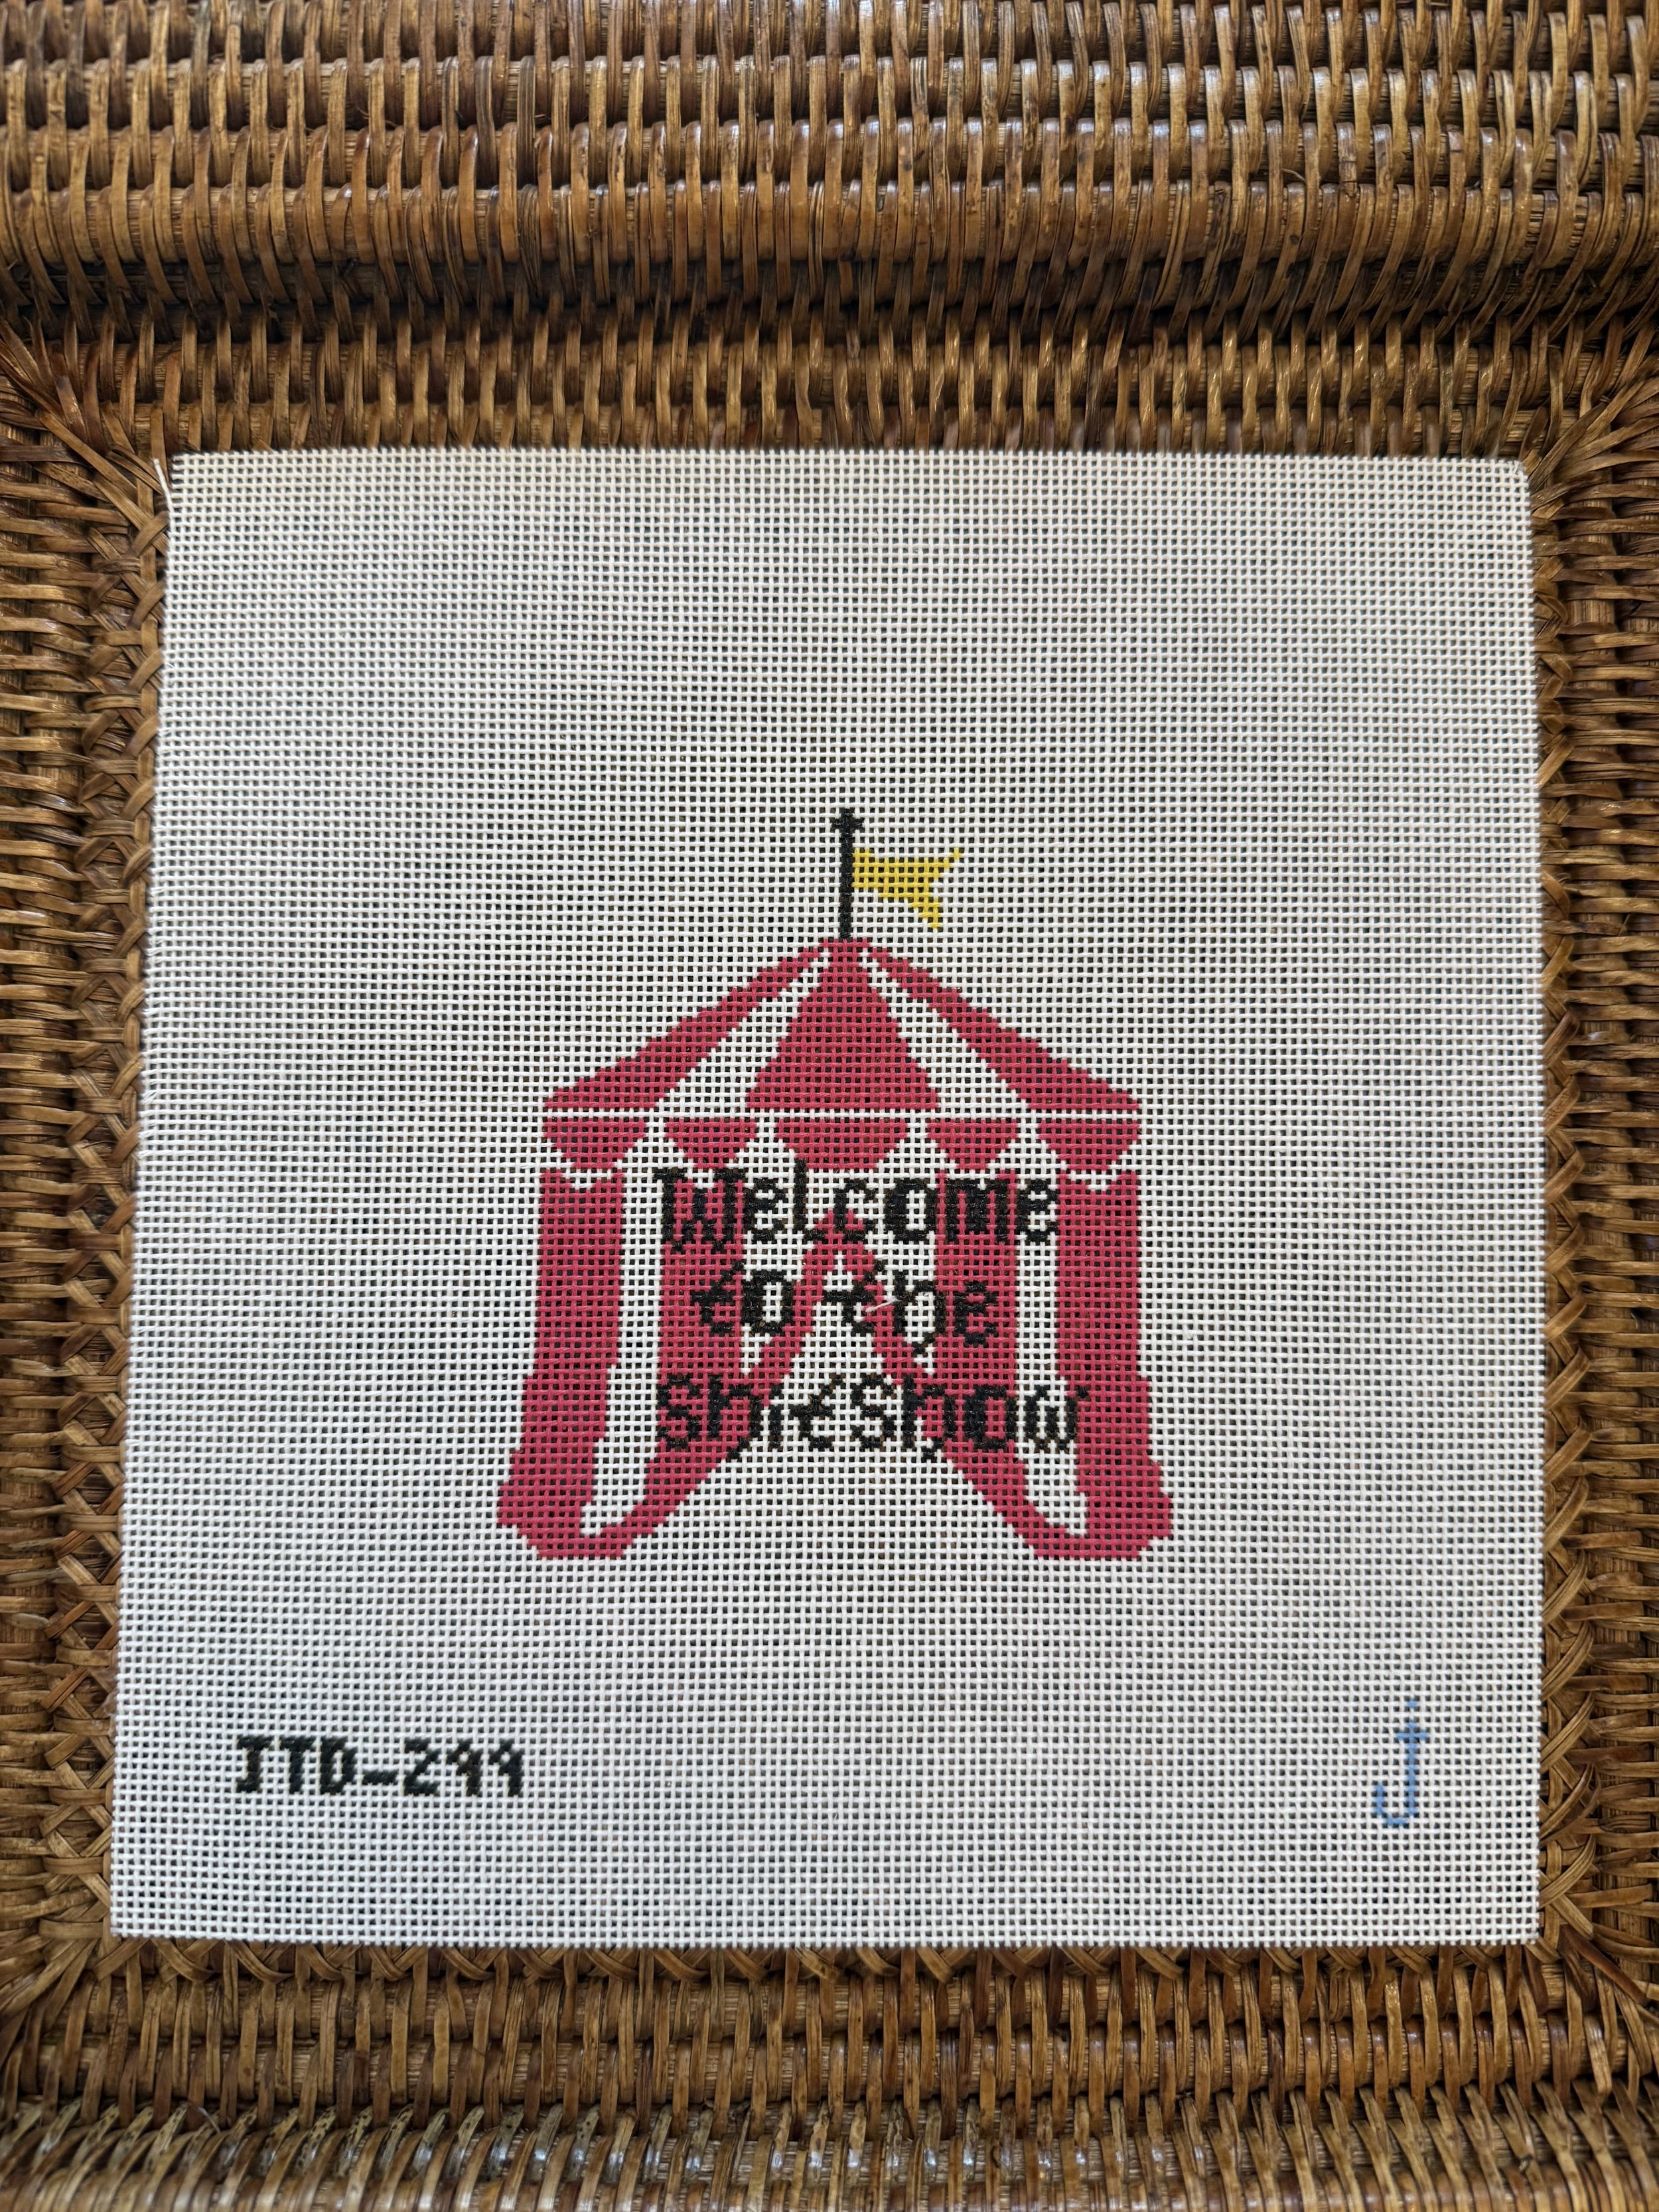 Welcome
to the
shitshow
JTD-299
J